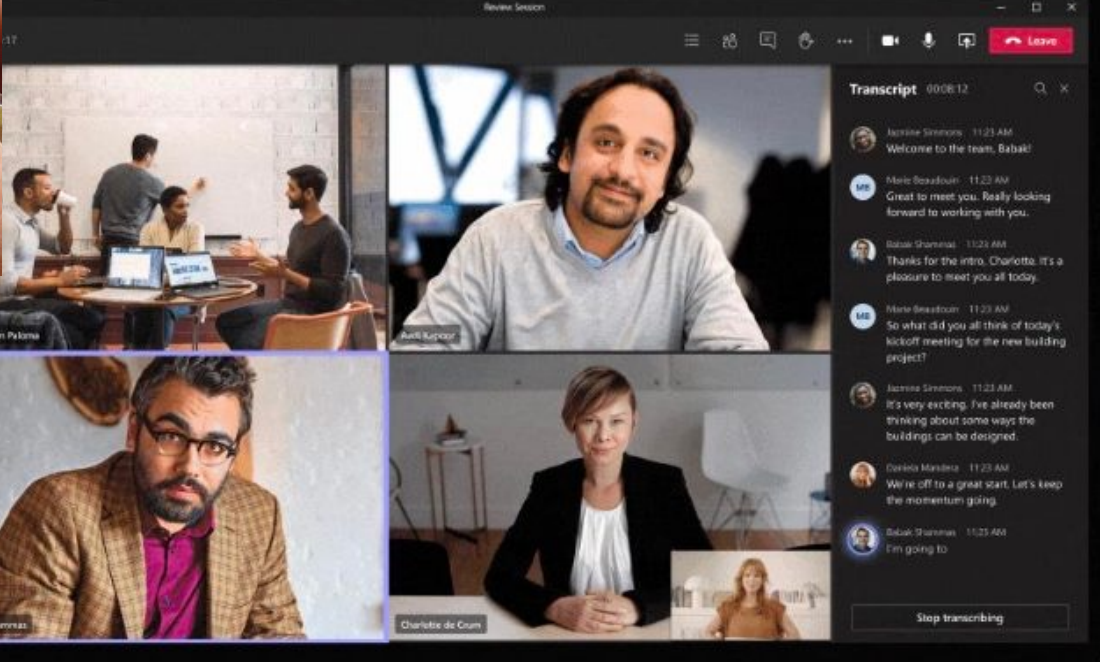 Review Session
:17
Leave
Transcript 00:08:12
Jazmine Simmons 11:23 AM
Welcome to the team, Babak!
MB
Marie Beaudouin 11:23 AM
Great to meet you. Really looking
forward to working with you.
Babak Shammas 11:23 AM
Thanks for the intro, Charlotte. It's a
pleasure to meet you all today.
MB
Marie Beaudouin 11:23 AM
So what did you all think of today's
kickoff meeting for the new building
project?
Jazmine Simmons 11:23 AM
It's very exciting. I've already been
thinking about some ways the
buildings can be designed.
Daniela Mandera 11:23 AM
We're off to a great start. Let's keep
the momentum going.
Babak Shammas 11:23 AM
I'm going to
Stop transcribing
n Paloma
Kapoor
mmas
Charlotte de Crum